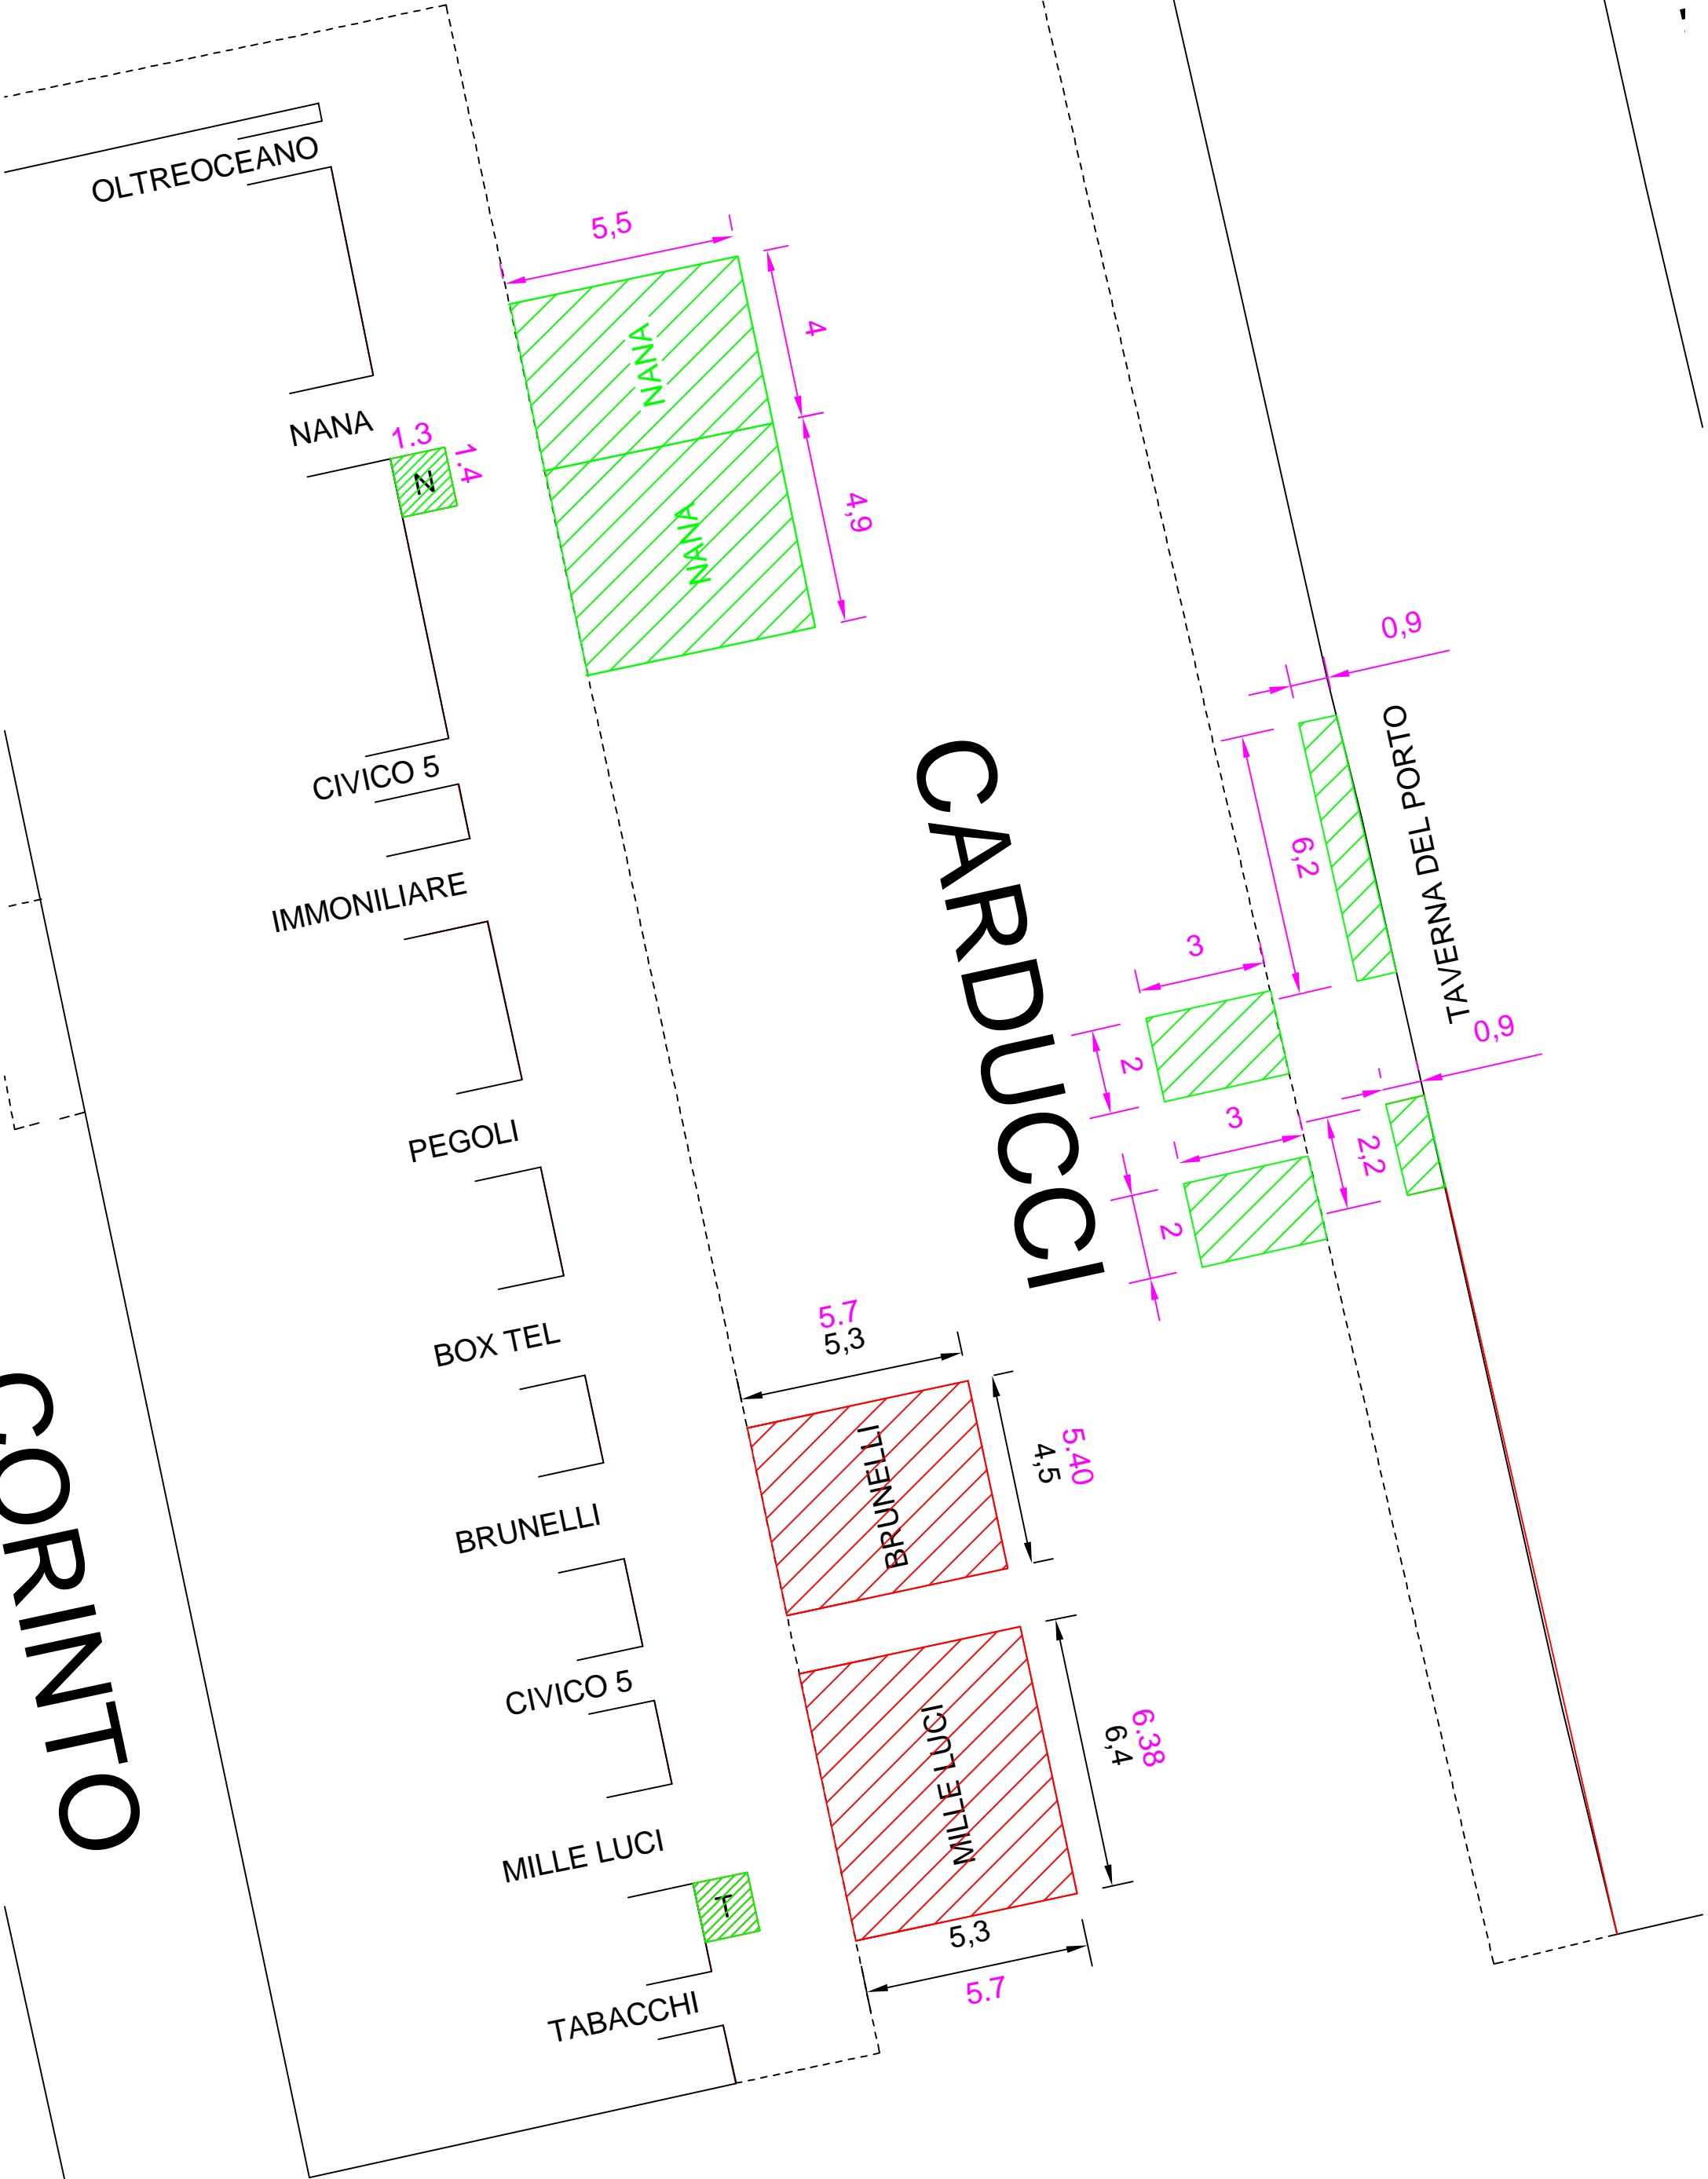 OLTREOCEANO
5,5
4
NANA
NANA
1.3
1.4
N
4,9
NANA
0,9
TAVERNA DEL PORTO
CIVICO 5
6,2
CARDUCCI
IMMONILIARE
3
2
0,9
3
2,2
2
PEGOLI
5.7
5,3
BOX TEL
5.40
4,5
BRUNELLI
BRUNELLI
CORINTO
CIVICO 5
6.38
6,4
MILLE LUCI
MILLE LUCI
T
5,3
5.7
TABACCHI